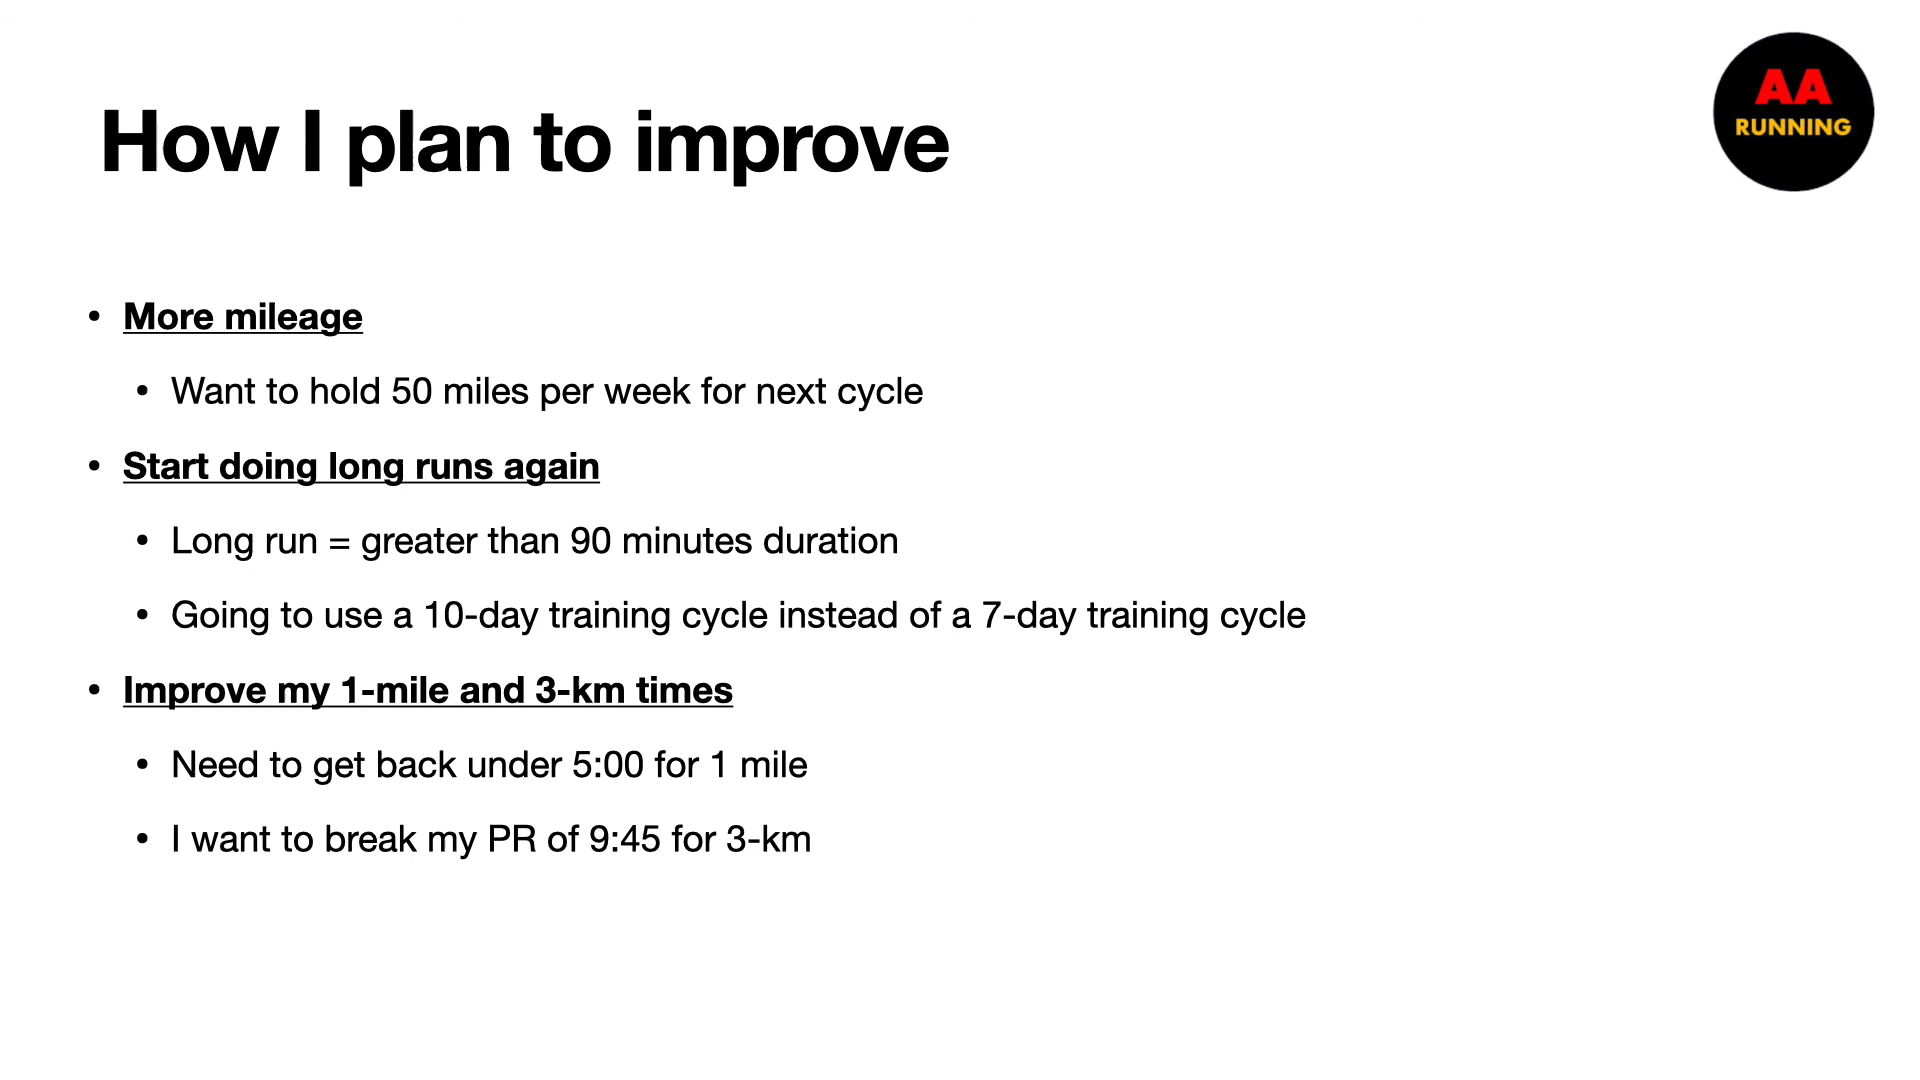 AA
RUNNING
How I plan to improve
• More mileage
• Want to hold 50 miles per week for next cycle
• Start doing long runs again
• Long run = greater than 90 minutes duration
• Going to use a 10-day training cycle instead of a 7-day training cycle
• Improve my 1-mile and 3-km times
• Need to get back under 5:00 for 1 mile
• I want to break my PR of 9:45 for 3-km